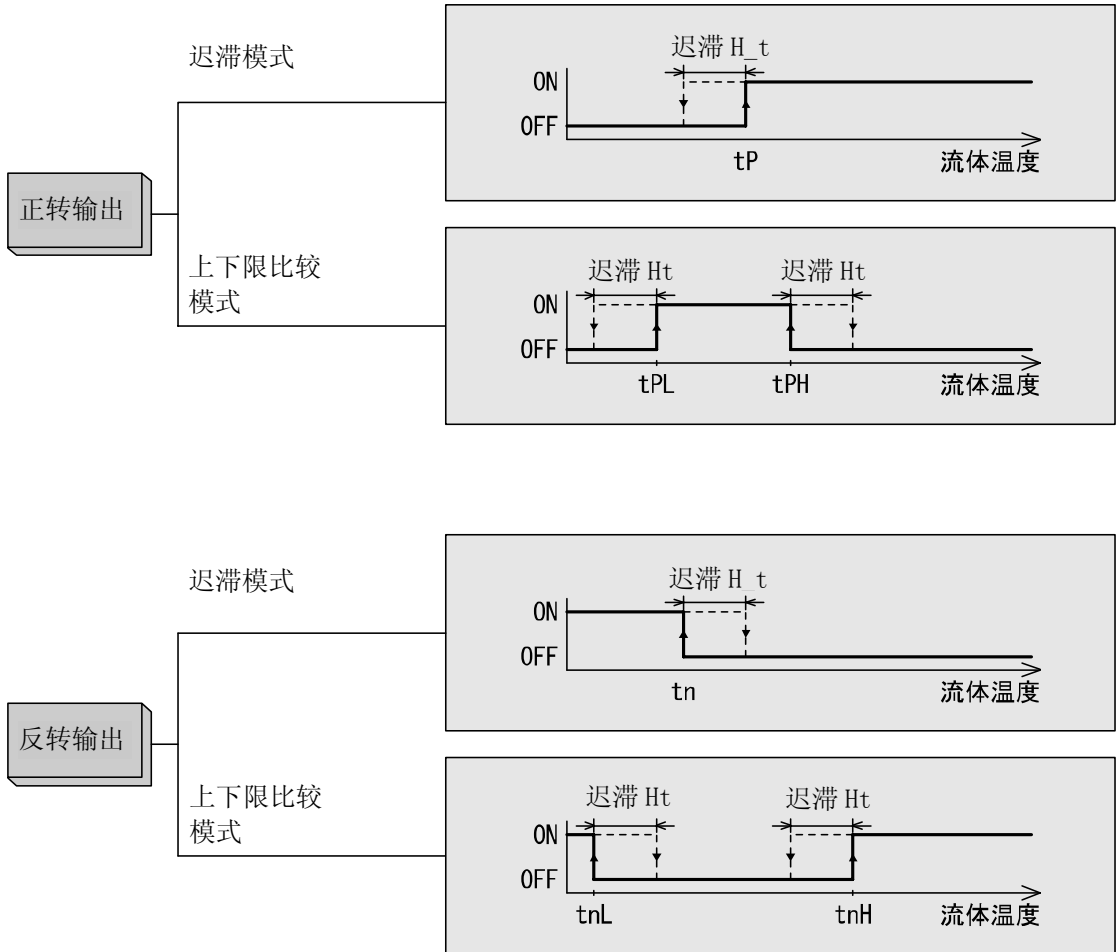 迟滞模式
迟滞 H_t
ON
OFF
tP
流体温度
正转输出
上下限比较
模式
迟滞 Ht
迟滞 Ht
ON
OFF
tPL
tPH
流体温度
迟滞模式
迟滞 H_t
ON
OFF
tn
流体温度
反转输出
上下限比较
模式
迟滞 Ht
迟滞 Ht
ON
OFF
tnL
tnH
流体温度